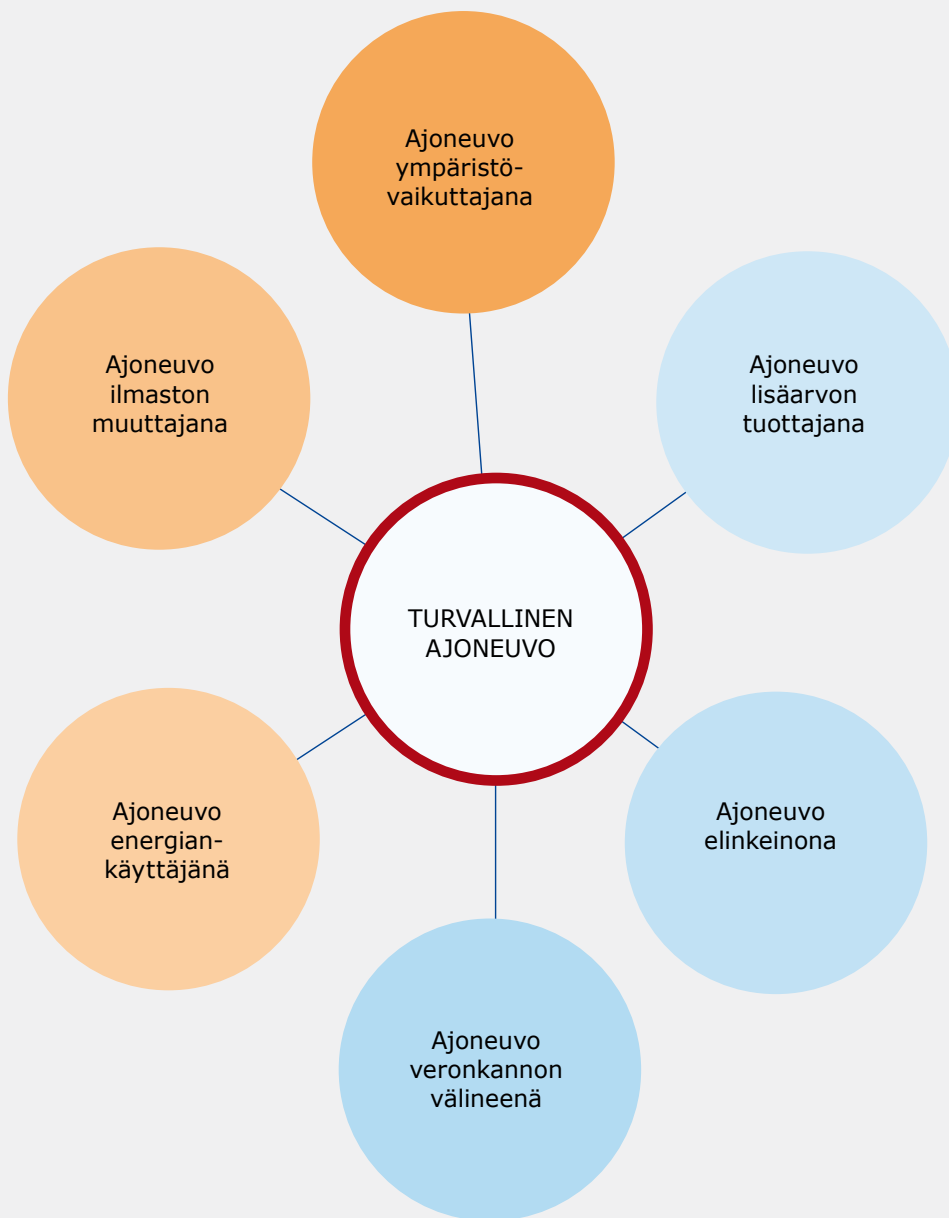 Ajoneuvo
ympäristö-
vaikuttajana
Ajoneuvo
ilmaston
muuttajana
Ajoneuvo
lisäarvon
tuottajana
TURVALLINEN
AJONEUVO
Ajoneuvo
energian-
käyttäjänä
Ajoneuvo
elinkeinona
Ajoneuvo
veronkannon
välineenä